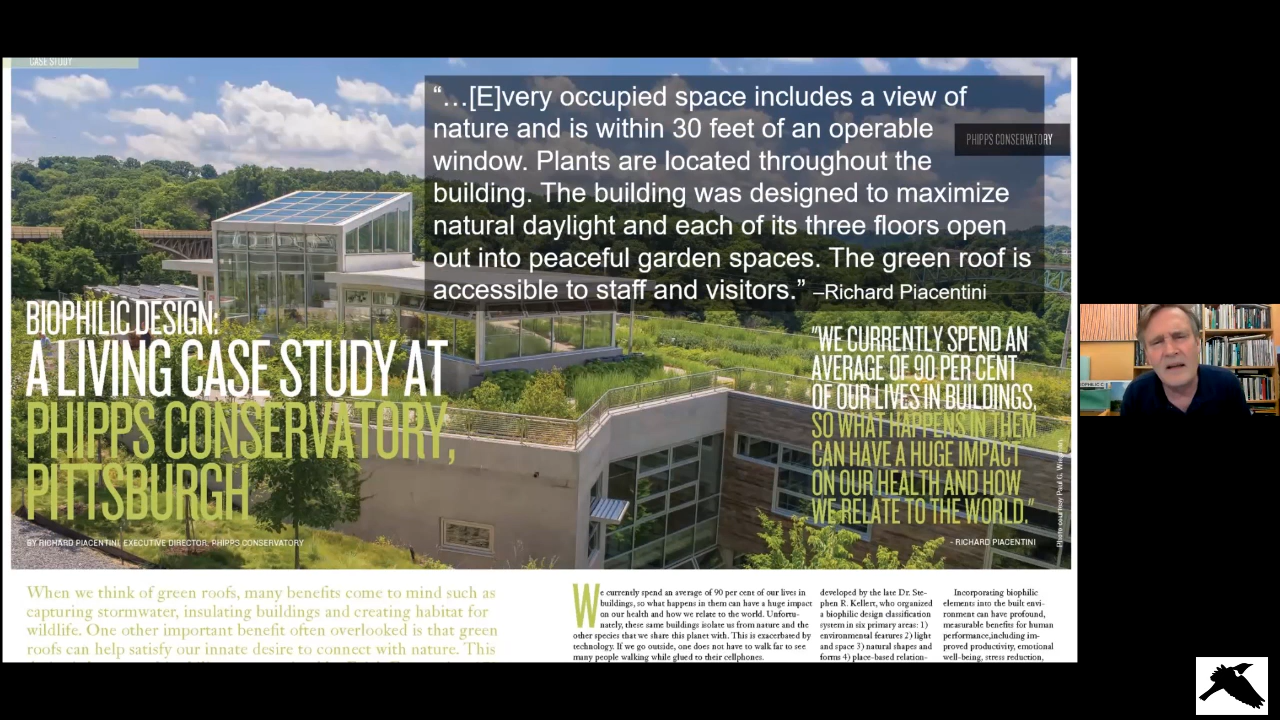 CASE STUDY
“…[E]very occupied space includes a view of
nature and is within 30 feet of an operable
window. Plants are located throughout the
building. The building was designed to maximize
natural daylight and each of its three floors open
out into peaceful garden spaces. The green roof is
accessible to staff and visitors.” –Richard Piacentini
PHIPPS CONSERVATORY
BIOPHILIC DESIGN:
A LIVING CASE STUDY AT
PHIPPS CONSERVATORY,
PITTSBURGH
BY RICHARD PIACENTINI, EXECUTIVE DIRECTOR, PHIPPS CONSERVATORY
"WE CURRENTLY SPEND AN
AVERAGE OF 90 PER CENT
OF OUR LIVES IN BUILDINGS,
SO WHAT HAPPENS IN THEM
CAN HAVE A HUGE IMPACT
ON OUR HEALTH AND HOW
WE RELATE TO THE WORLD."
- RICHARD PIACENTINI
Photo courtesy Paul G.
When we think of green roofs, many benefits come to mind such as
capturing stormwater, insulating buildings and creating habitat for
wildlife. One other important benefit often overlooked is that green
roofs can help satisfy our innate desire to connect with nature. This
We currently spend an average of 90 per cent of our lives in
buildings, so what happens in them can have a huge impact
on our health and how we relate to the world. Unfortu-
nately, these same buildings isolate us from nature and the
other species that we share this planet with. This is exacerbated by
technology. If we go outside, one does not have to walk far to see
many people walking while glued to their cellphones.
developed by the late Dr. Ste-
phen R. Kellert, who organized
a biophilic design classification
system in six primary areas: 1)
environmental features 2) light
and space 3) natural shapes and
forms 4) place-based relation-
Incorporating biophilic
elements into the built envi-
ronment can have profound,
measurable benefits for human
performance,including im-
proved productivity, emotional
well-being, stress reduction,